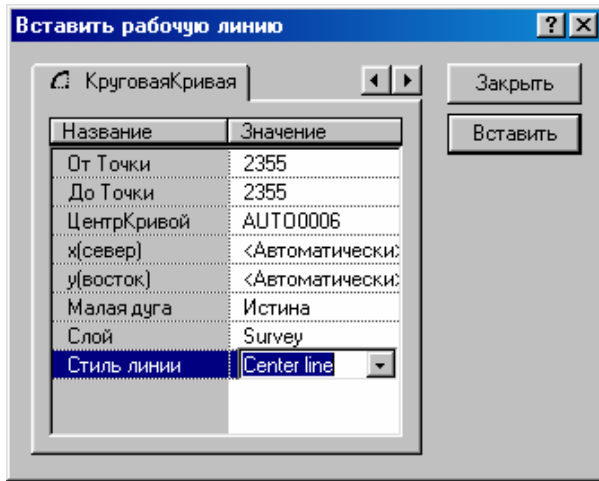 Вставить рабочую линию
КруговаяКривая
Закрыть
Вставить
Название Значение
От Точки 2355
До Точки 2355
ЦентрКривой AUTO0006
x(север) <Автоматически>
y(восток) <Автоматически>
Малая дуга Истина
Слой Survey
Стиль линии Center line